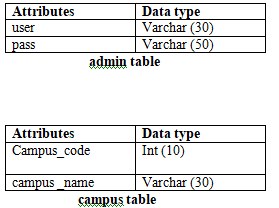 Attributes Data type
user Varchar (30)
pass Varchar (50)
admin table
Attributes Data type
Campus_code Int (10)
campus _name Varchar (30)
campus table